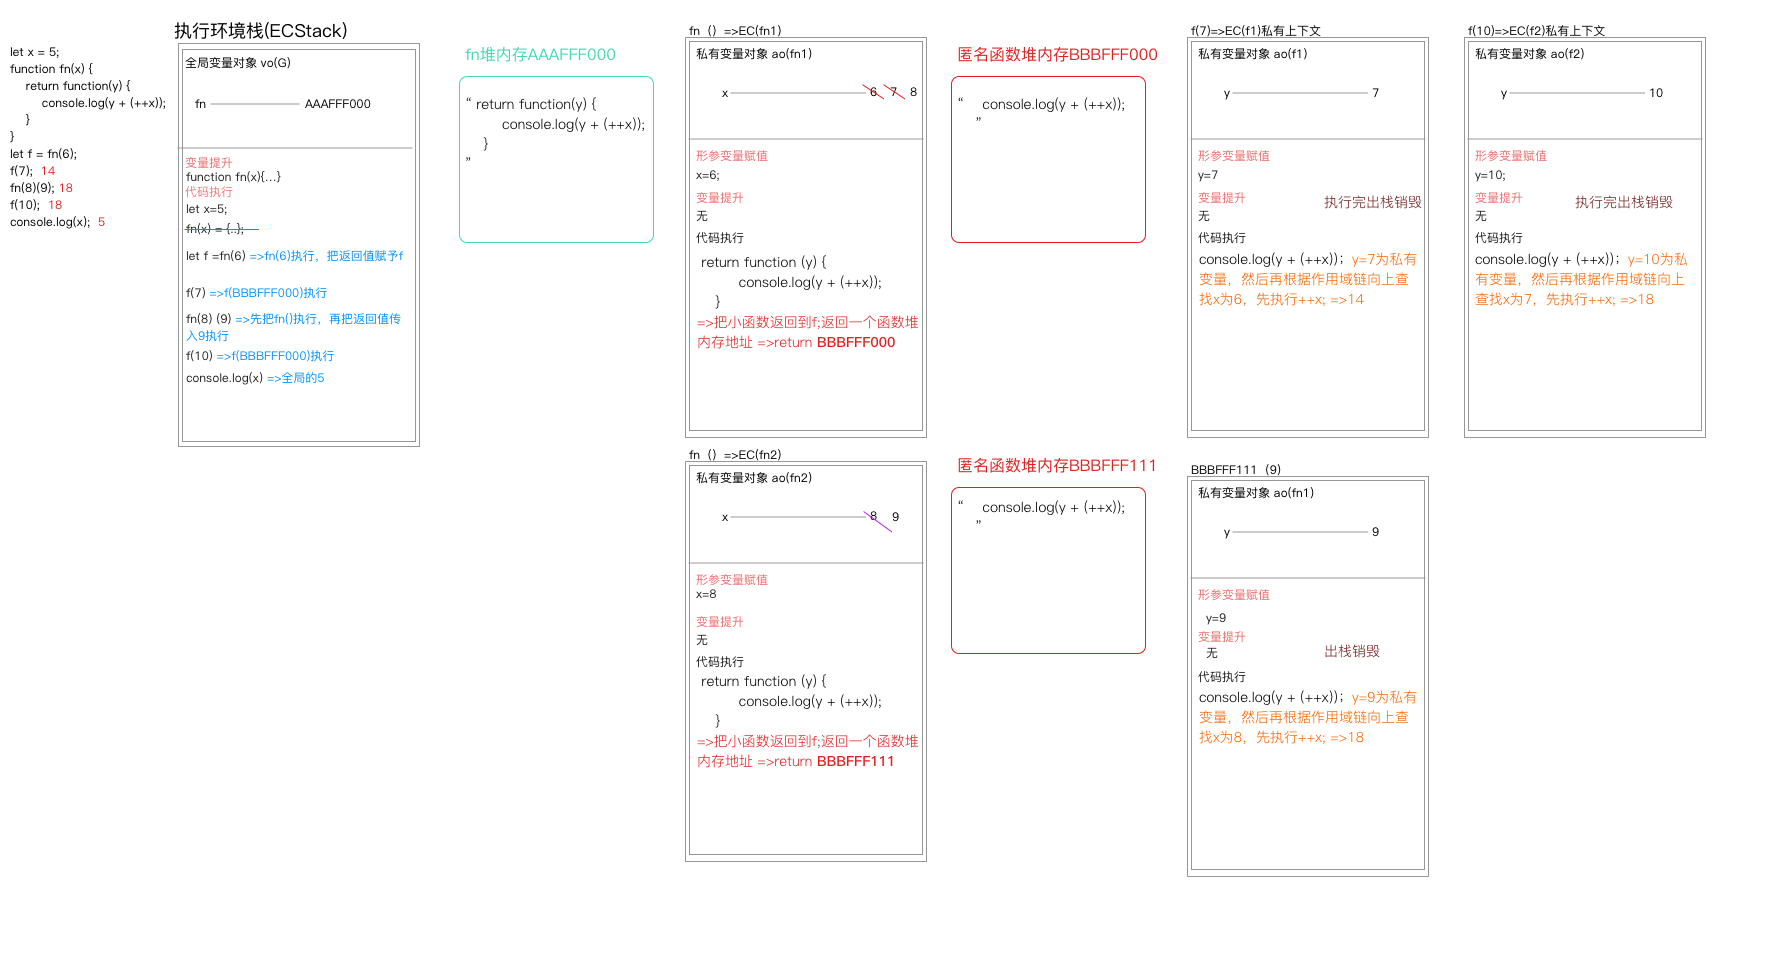 let x = 5;
function fn(x) {
return function(y) {
console.log(y + (++x));
}
}
let f = fn(6);
f(7); 14
fn(8)(9); 18
f(10); 18
console.log(x); 5
执行环境栈(ECStack)
全局变量对象 vo(G)
fn AAAFFF000
变量提升
function fn(x){...}
代码执行
let x=5;
fn(x) = {..};
let f =fn(6) =>fn(6)执行，把返回值赋予f
f(7) =>f(BBBFFF000)执行
fn(8) (9) =>先把fn()执行，再把返回值传
入9执行
f(10) =>f(BBBFFF000)执行
console.log(x) =>全局的5
fn堆内存AAAFFF000
“ return function(y) {
console.log(y + (++x));
}
”
fn（）=>EC(fn1)
私有变量对象 ao(fn1)
x 6 7 8
形参变量赋值
x=6;
变量提升
无
代码执行
return function (y) {
console.log(y + (++x));
}
=>把小函数返回到f;返回一个函数堆
内存地址 =>return BBBFFF000
匿名函数堆内存BBBFFF000
“ console.log(y + (++x));
”
f(7)=>EC(f1)私有上下文
私有变量对象 ao(f1)
y 7
形参变量赋值
y=7
变量提升
执行完出栈销毁
无
代码执行
console.log(y + (++x))；y=7为私有
变量，然后再根据作用域链向上查
找x为6，先执行++x; =>14
f(10)=>EC(f2)私有上下文
私有变量对象 ao(f2)
y 10
形参变量赋值
y=10;
变量提升
执行完出栈销毁
无
代码执行
console.log(y + (++x))；y=10为私
有变量，然后再根据作用域链向上
查找x为7，先执行++x; =>18
fn（）=>EC(fn2)
私有变量对象 ao(fn2)
x 8 9
形参变量赋值
x=8
变量提升
无
代码执行
return function (y) {
console.log(y + (++x));
}
=>把小函数返回到f;返回一个函数堆
内存地址 =>return BBBFFF111
匿名函数堆内存BBBFFF111
“ console.log(y + (++x));
”
BBBFFF111（9)
私有变量对象 ao(fn1)
y 9
形参变量赋值
y=9
变量提升
无
出栈销毁
代码执行
console.log(y + (++x))；y=9为私有
变量，然后再根据作用域链向上查
找x为8，先执行++x; =>18